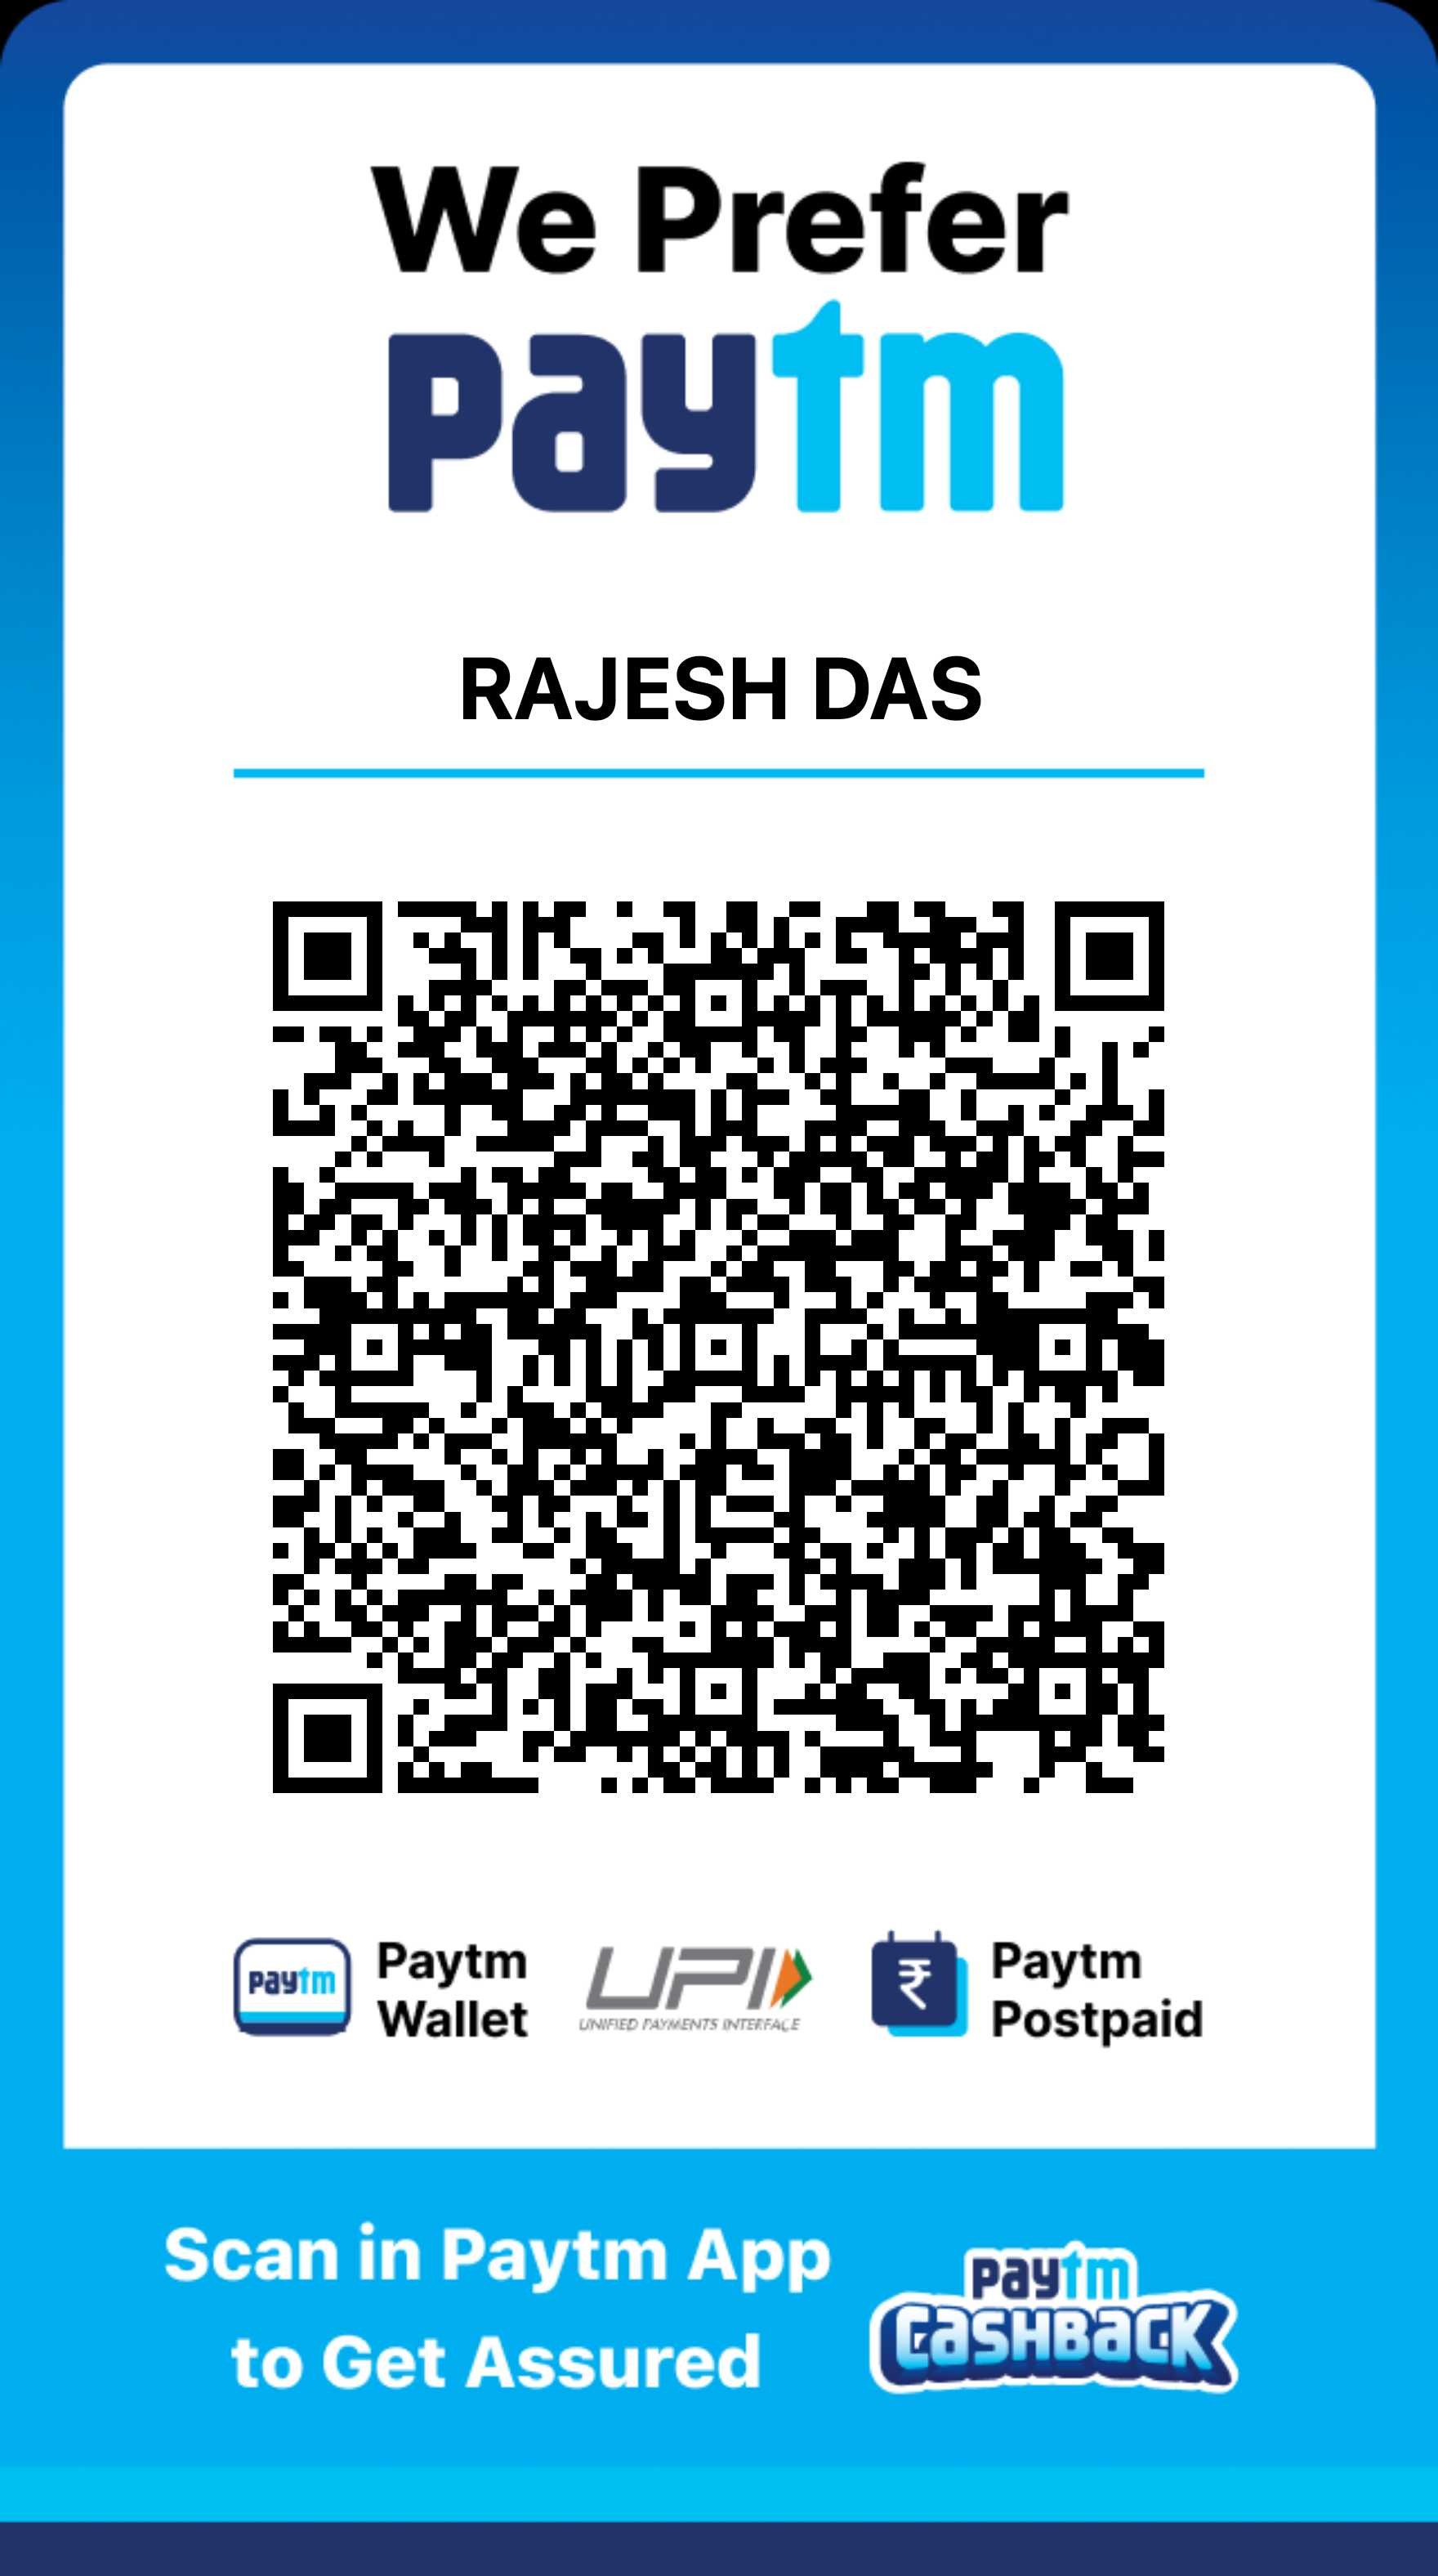 We Prefer
paytm
RAJESH DAS
paytm
Paytm
Wallet
UPI
UNIFIED PAYMENTS INTERFACE
₹
Paytm
Postpaid
Scan in Paytm App
to Get Assured
paytm
CASHBACK